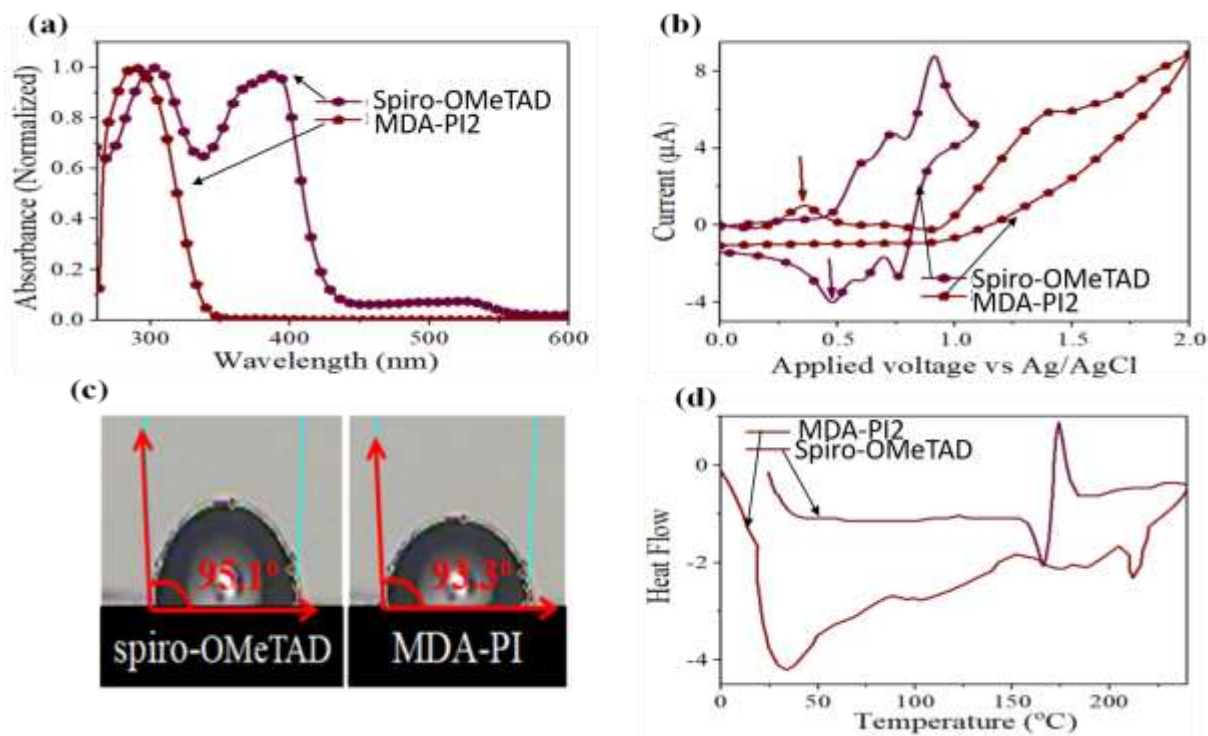 (a)
Absorbance (Normalized)
1.0
0.8
0.6
0.4
0.2
0.0
Spiro-OMeTAD
MDA-PI2
300 400 500 600
Wavelength (nm)
(b)
Current (µA)
8
4
0
-4
Spiro-OMeTAD
MDA-PI2
0.0 0.5 1.0 1.5 2.0
Applied voltage vs Ag/AgCl
(c)
95.1⁰
spiro-OMeTAD
93.3⁰
MDA-PI
(d)
Heat Flow
0
-2
-4
MDA-PI2
Spiro-OMeTAD
0 50 100 150 200
Temperature (ºC)